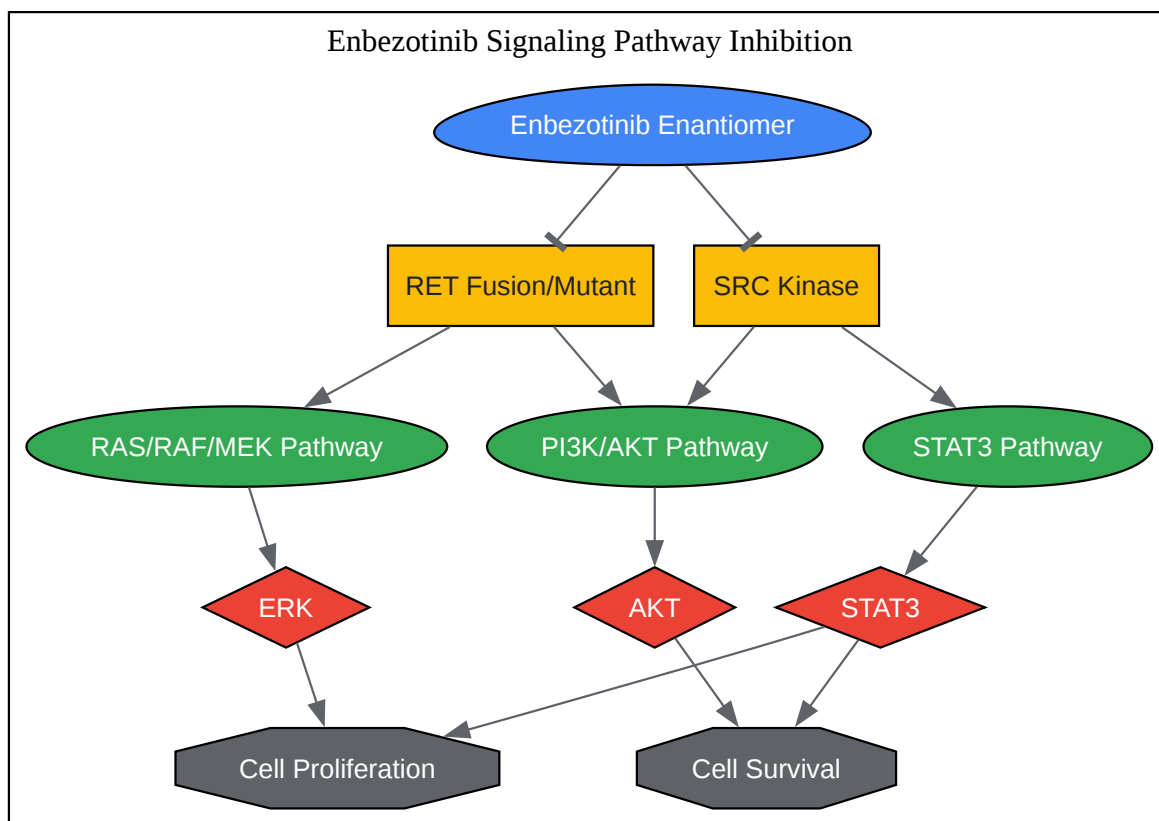 Enbezotinib Signaling Pathway Inhibition
Enbezotinib Enantiomer
RET Fusion/Mutant
SRC Kinase
RAS/RAF/MEK Pathway
PI3K/AKT Pathway
STAT3 Pathway
ERK
AKT
STAT3
Cell Proliferation
Cell Survival